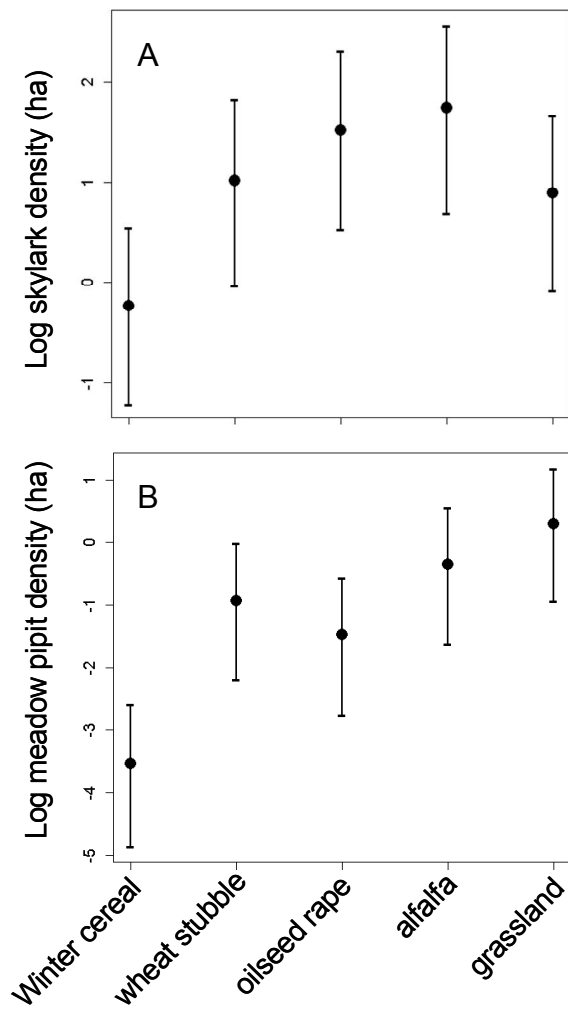 A
Log skylark density (ha)
2
1
0
-1
B
Log meadow pipit density (ha)
1
0
-1
-2
-3
-4
-5
Winter cereal
wheat stubble
oilseed rape
alfalfa
grassland